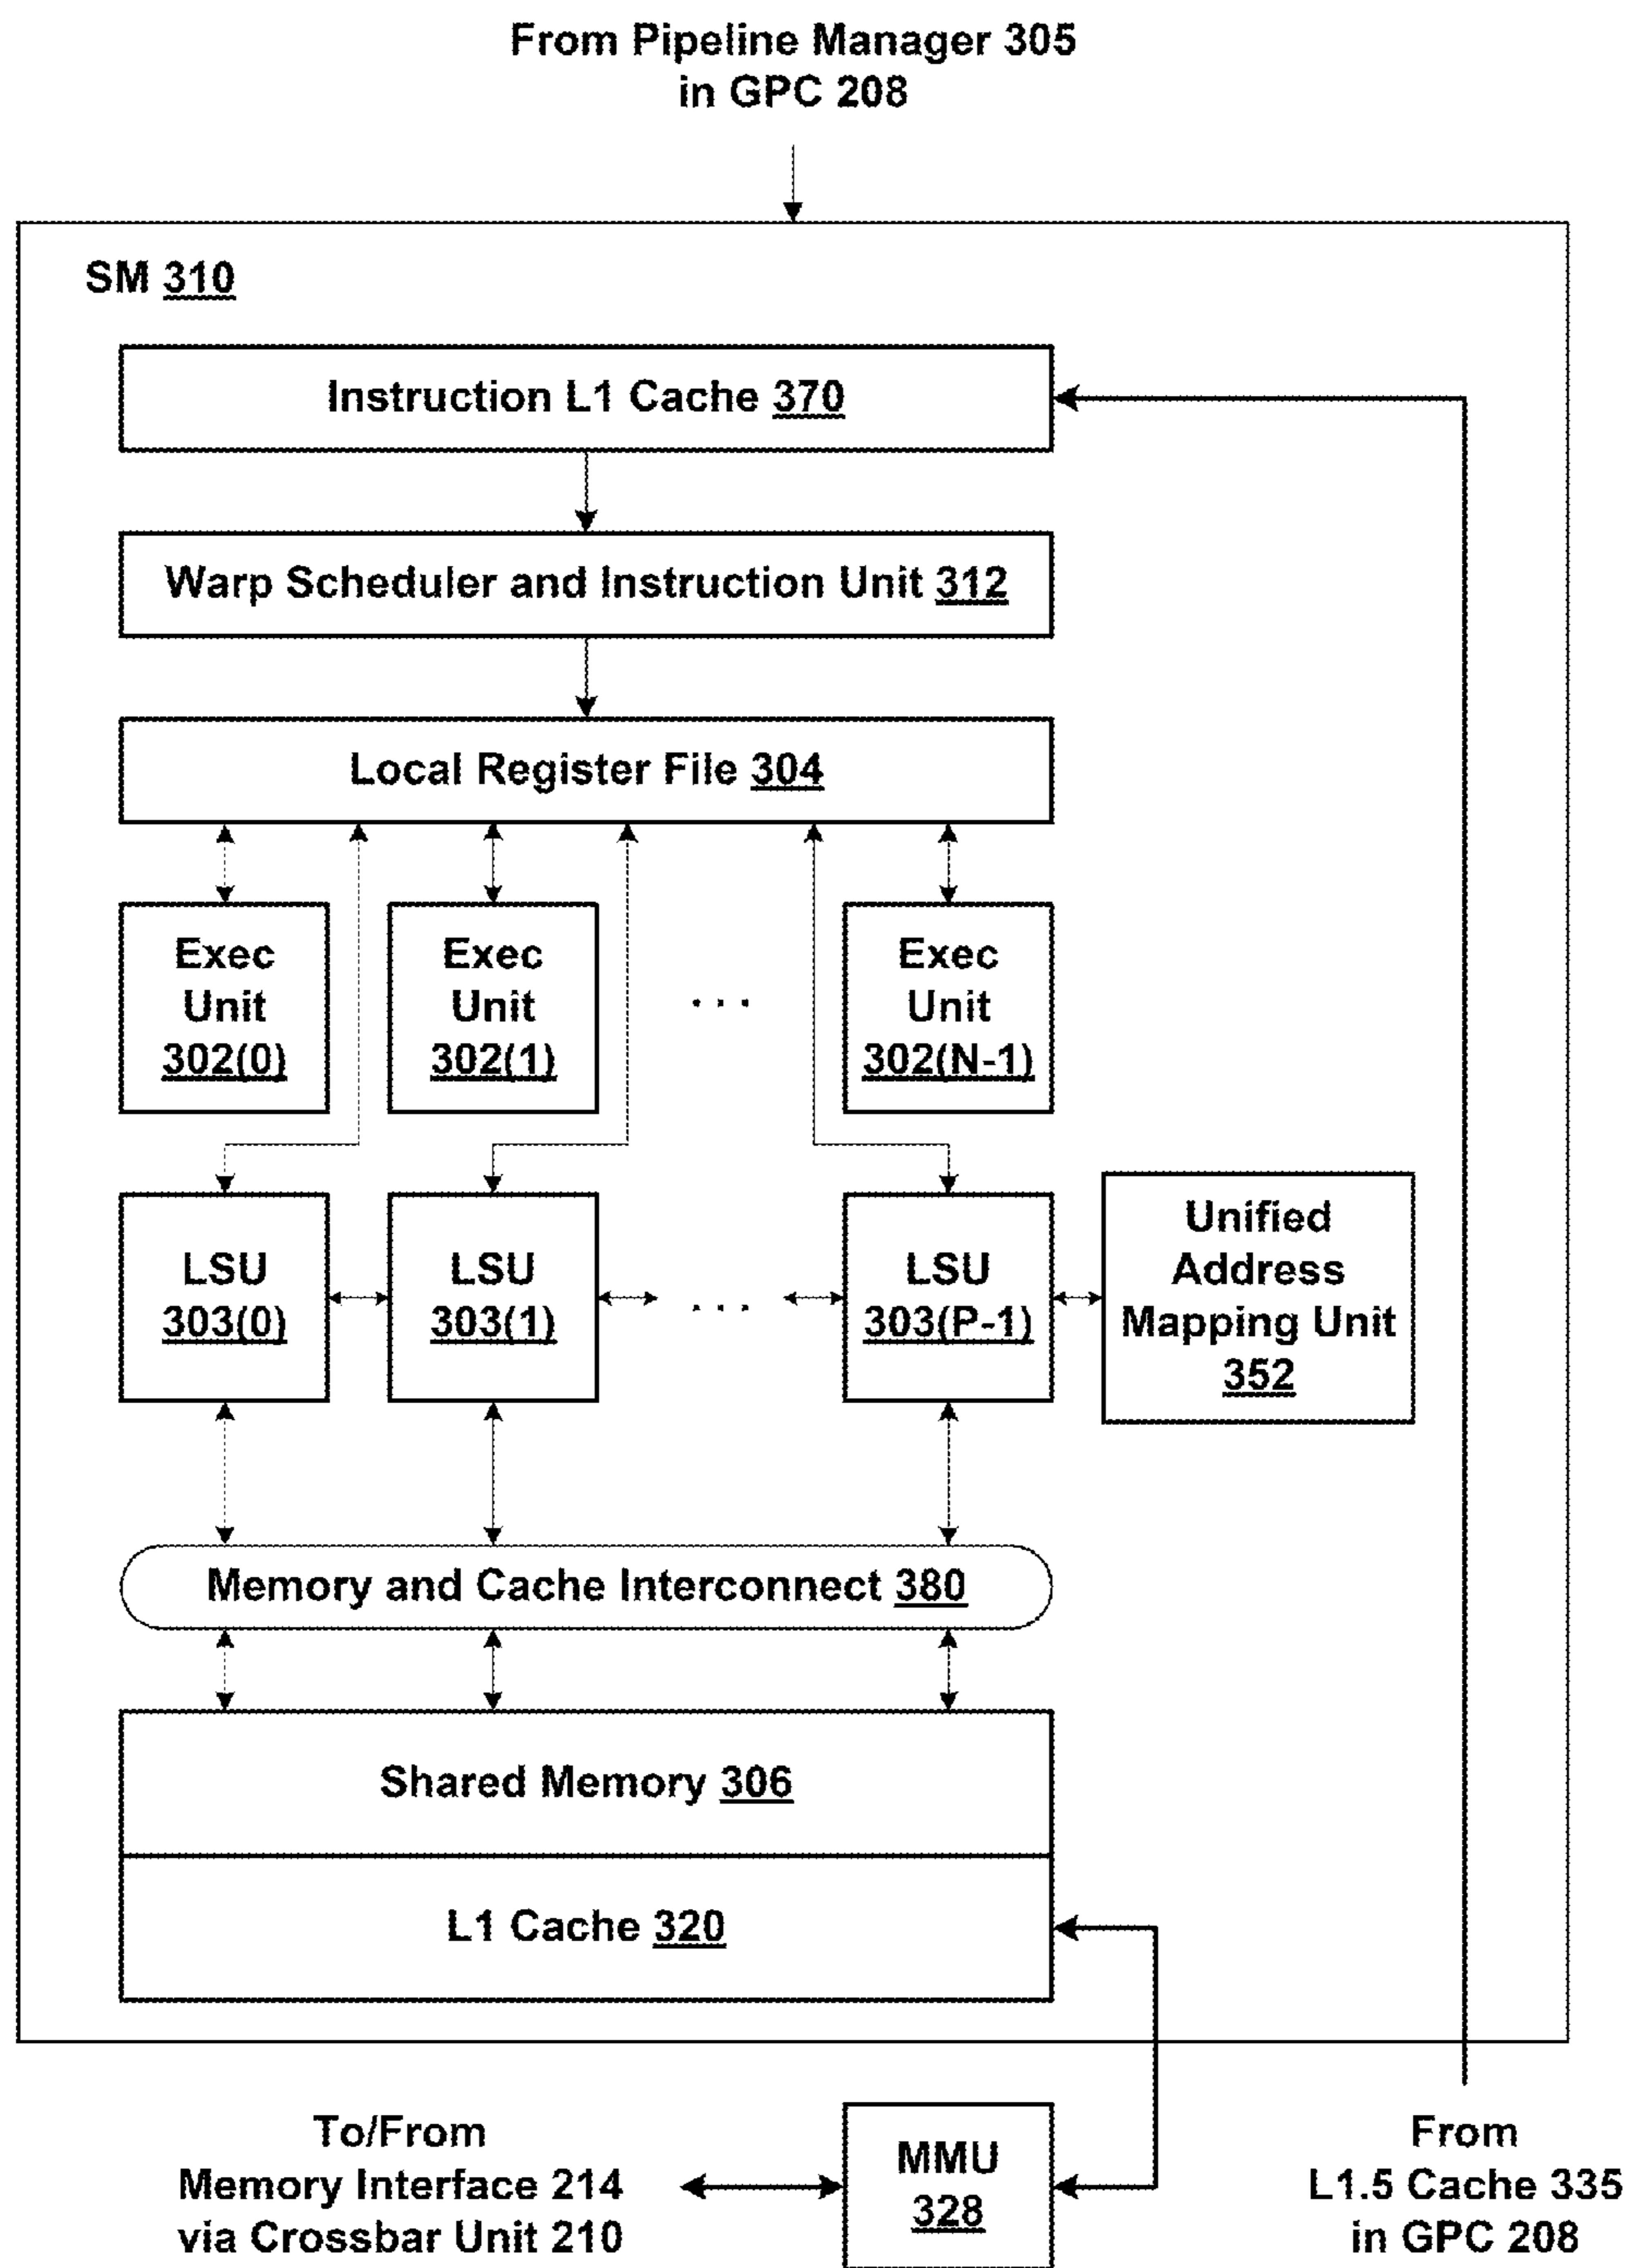 From Pipeline Manager 305
in GPC 208
SM 310
Instruction L1 Cache 370
Warp Scheduler and Instruction Unit 312
Local Register File 304
Exec
Unit
302(0)
Exec
Unit
302(1)
. . .
Exec
Unit
302(N-1)
LSU
303(0)
LSU
303(1)
. . .
LSU
303(P-1)
Unified
Address
Mapping Unit
352
Memory and Cache Interconnect 380
Shared Memory 306
L1 Cache 320
To/From
Memory Interface 214
via Crossbar Unit 210
MMU
328
From
L1.5 Cache 335
in GPC 208